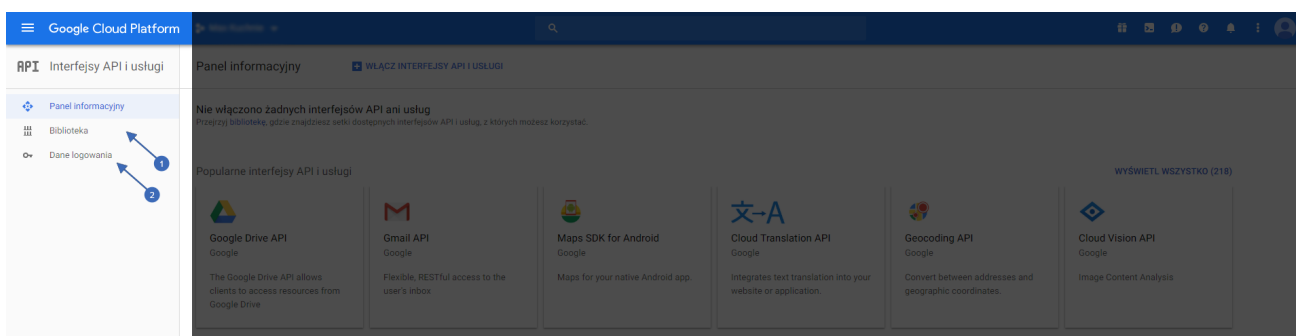 Google Cloud Platform
API Interfejsy API i usługi
Panel informacyjny
WŁĄCZ INTERFEJSY API I USŁUGI
Panel informacyjny
Biblioteka
Dane logowania
1
2
Nie włączono żadnych interfejsów API ani usług
Przejrzyj bibliotekę, gdzie znajdziesz setki dostępnych interfejsów API i usług, z których możesz korzystać.
Popularne interfejsy API i usługi
WYŚWIETL WSZYSTKO (218)
Google Drive API
Google
The Google Drive API allows
clients to access resources from
Google Drive
Gmail API
Google
Flexible, RESTful access to the
user's inbox
Maps SDK for Android
Google
Maps for your native Android app.
文→A
Cloud Translation API
Google
Integrates text translation into your
website or application.
Geocoding API
Google
Convert between addresses and
geographic coordinates.
Cloud Vision API
Google
Image Content Analysis